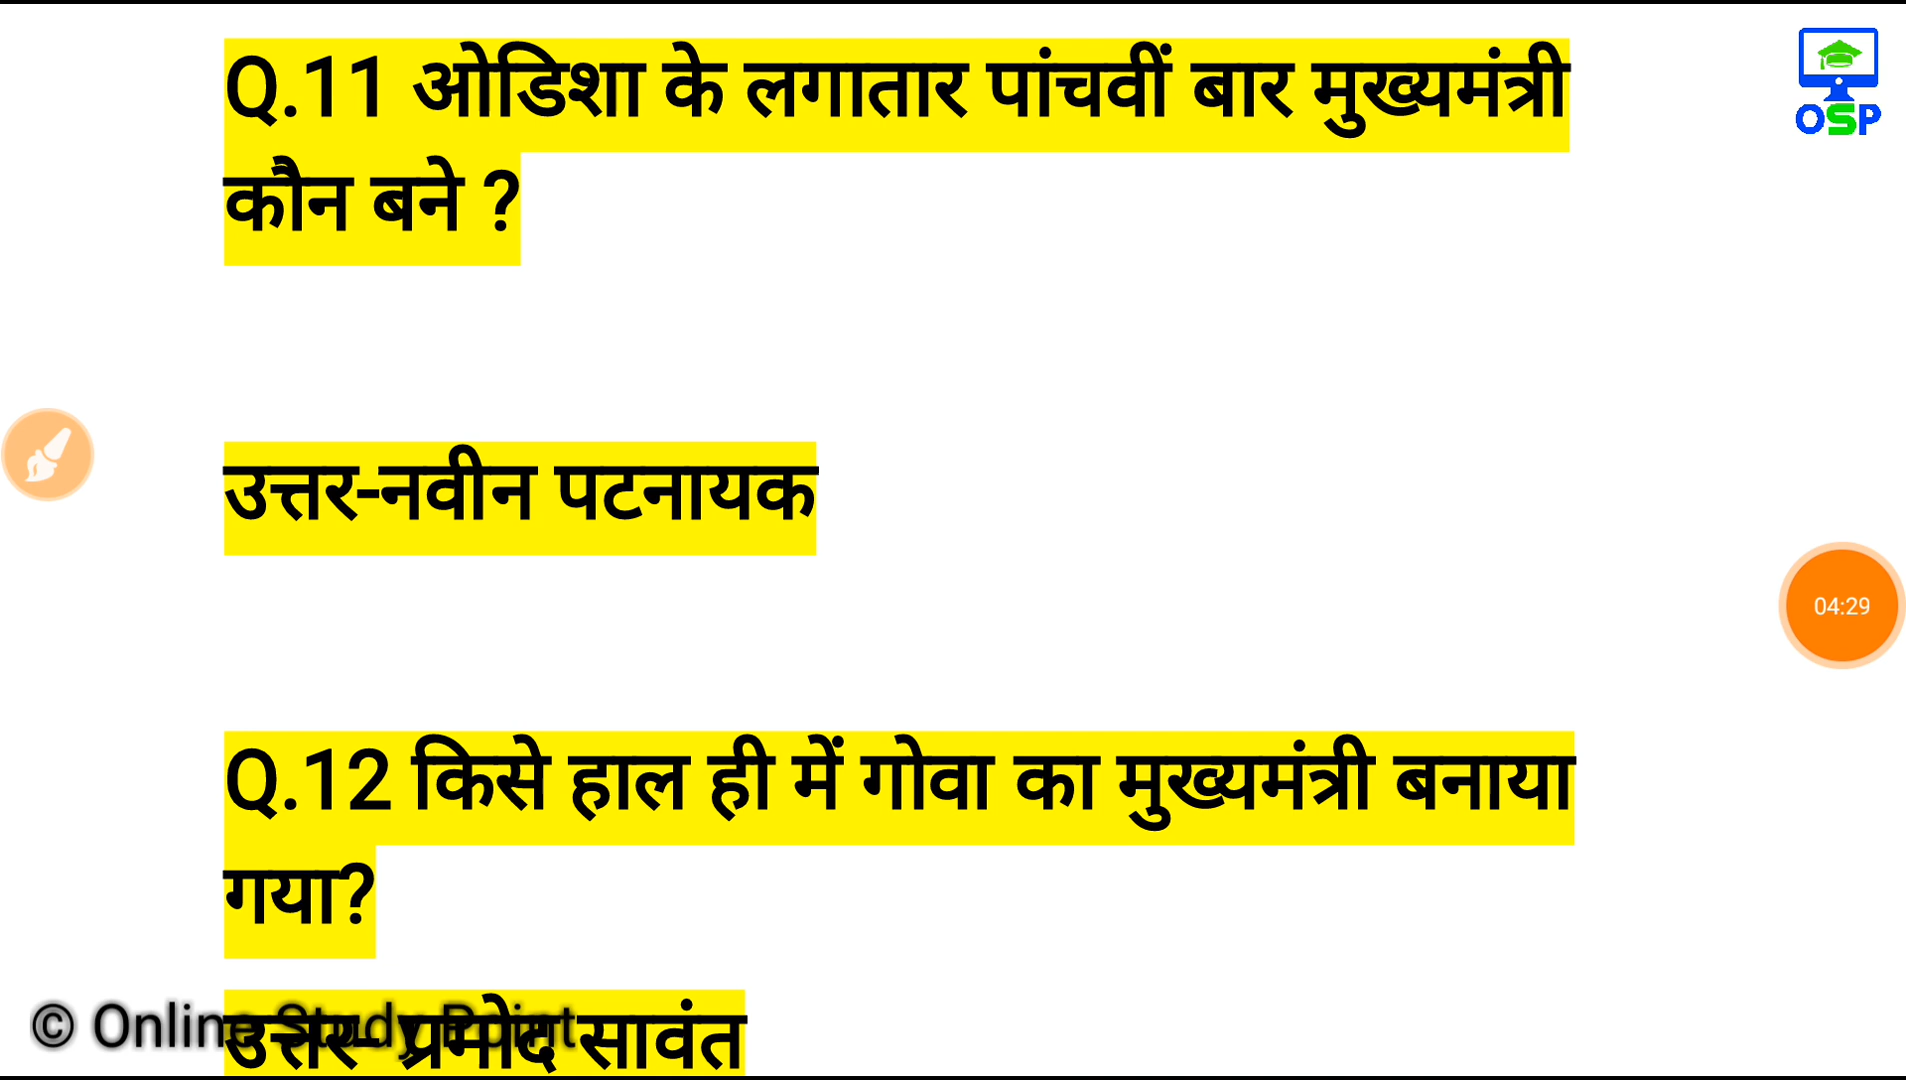 Q.11 ओडिशा के लगातार पांचवीं बार मुख्यमंत्री
कौन बने ?
OSP
उत्तर-नवीन पटनायक
04:29
Q.12 किसे हाल ही में गोवा का मुख्यमंत्री बनाया
गया?
उत्तर- प्रमोद सावंत
© Online Study Point